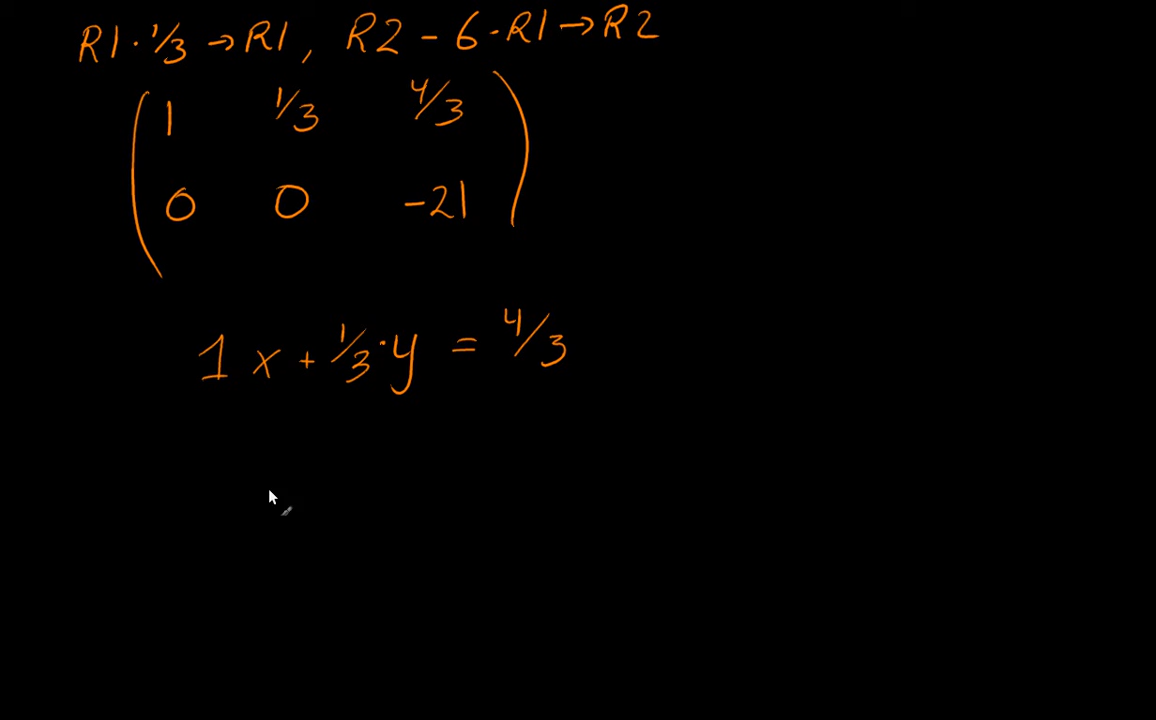 R1 · 1/3 → R1, R2 - 6 · R1 → R2
1 1/3 4/3
0 0 -21
1 x + 1/3 · y = 4/3